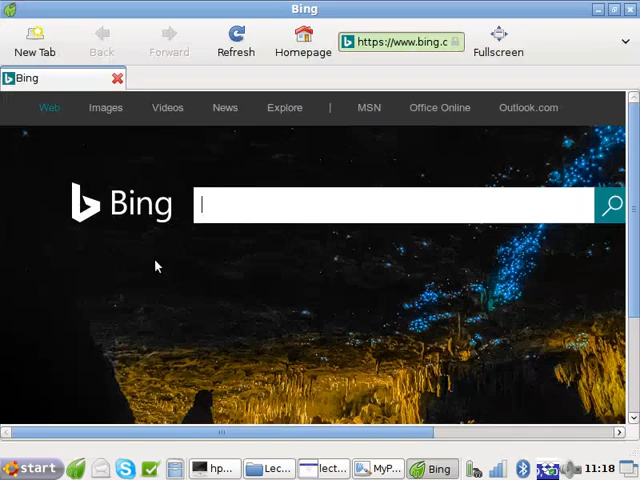 Bing
New Tab
Back
Forward
Refresh
Homepage
https://www.bing.c
Fullscreen
Bing
Web
Images
Videos
News
Explore
|
MSN
Office Online
Outlook.com
Bing
start
hp...
Lec...
lect...
MyP...
Bing
11:18